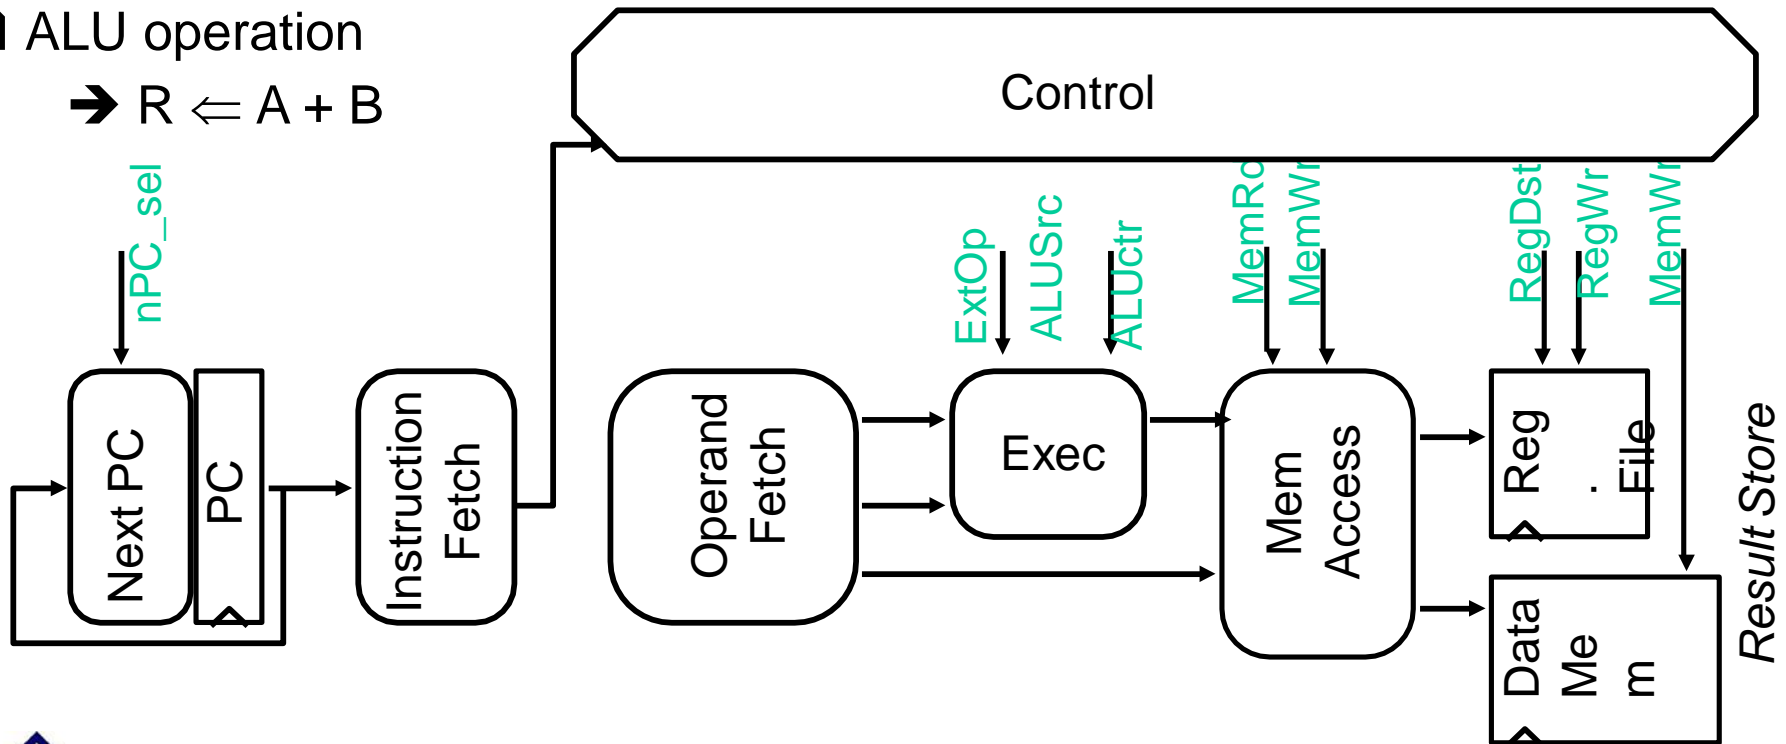 ALU operation
➔ R ⇐ A + B
Control
nPC_sel
ExtOp
ALUSrc
ALUctr
MemRd
MemWr
RegDst
RegWr
MemWr
Next PC
PC
Instruction
Fetch
Operand
Fetch
Exec
Mem
Access
Reg
.
File
Data
Me
m
Result Store